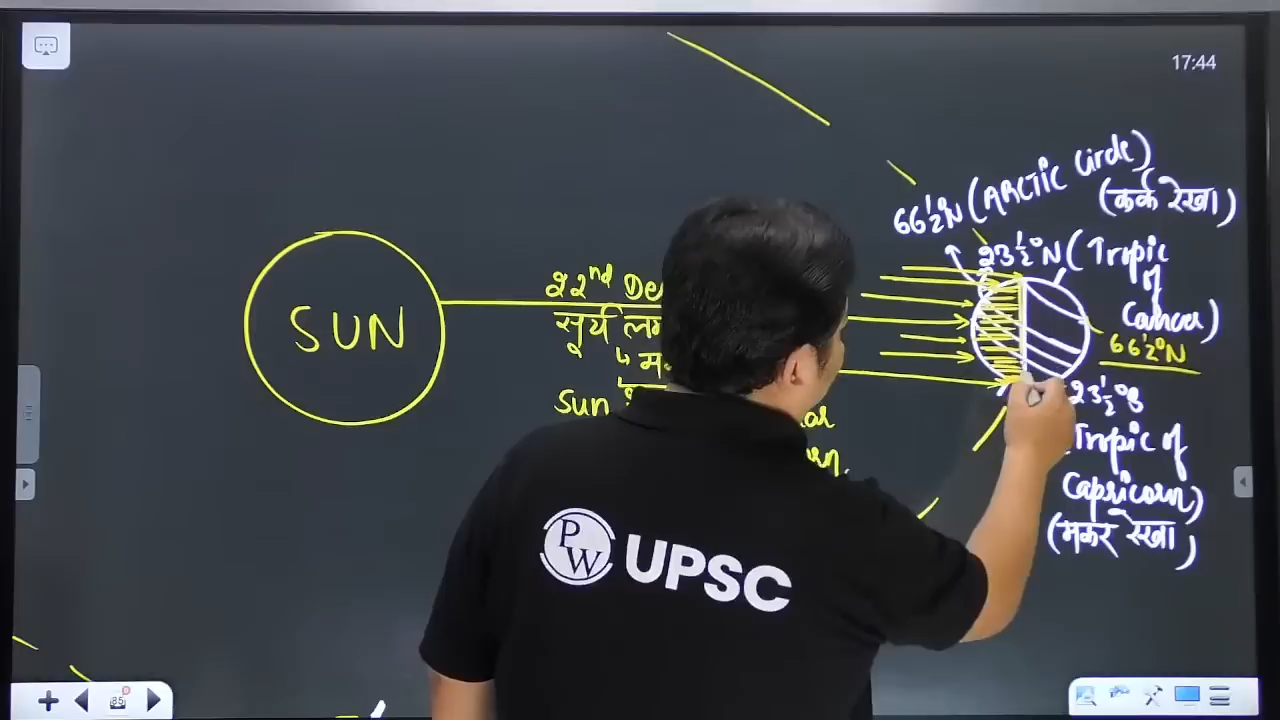 17:44
66½°N (ARCTIC Circle)
(कर्क रेखा)
23½°N (Tropic
of
Cancer)
66½°N
SUN
22nd
सूर्य
Sun
23½°S
Tropic of
Capricorn)
(मकर रेखा)
PW UPSC
85